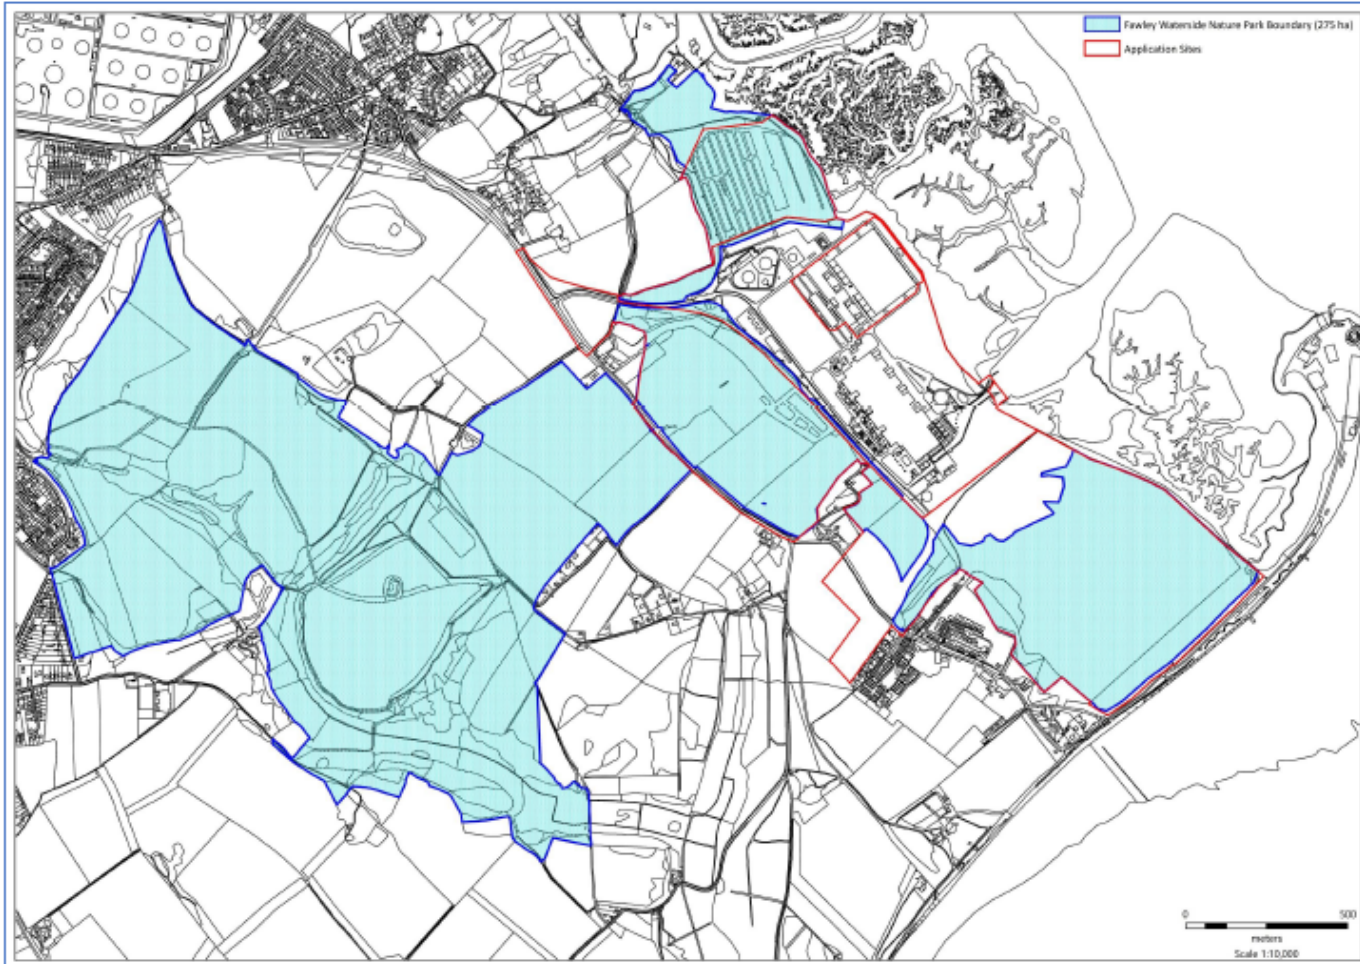 Fawley Waterside Nature Park Boundary (275 ha)
Application Sites
0 500
meters
Scale 1:10,000